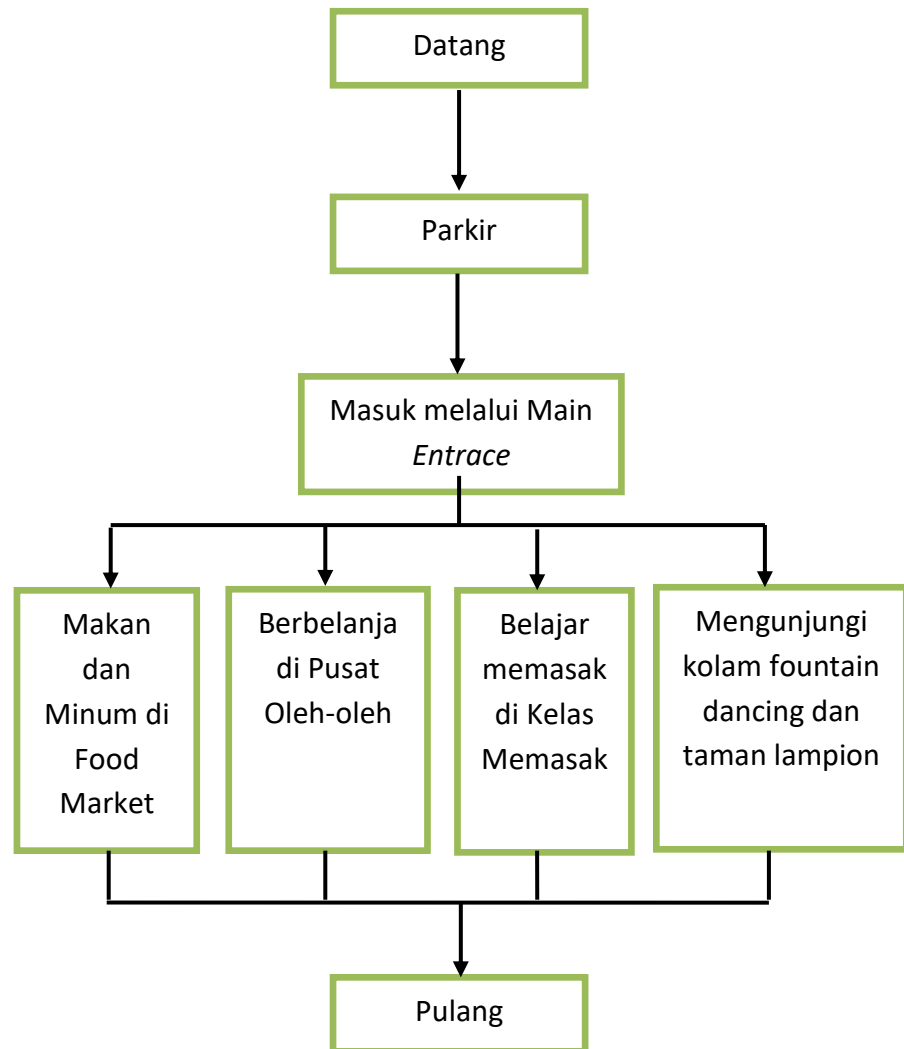 Datang
Parkir
Masuk melalui Main
Entrace
Makan
dan
Minum di
Food
Market
Berbelanja
di Pusat
Oleh-oleh
Belajar
memasak
di Kelas
Memasak
Mengunjungi
kolam fountain
dancing dan
taman lampion
Pulang